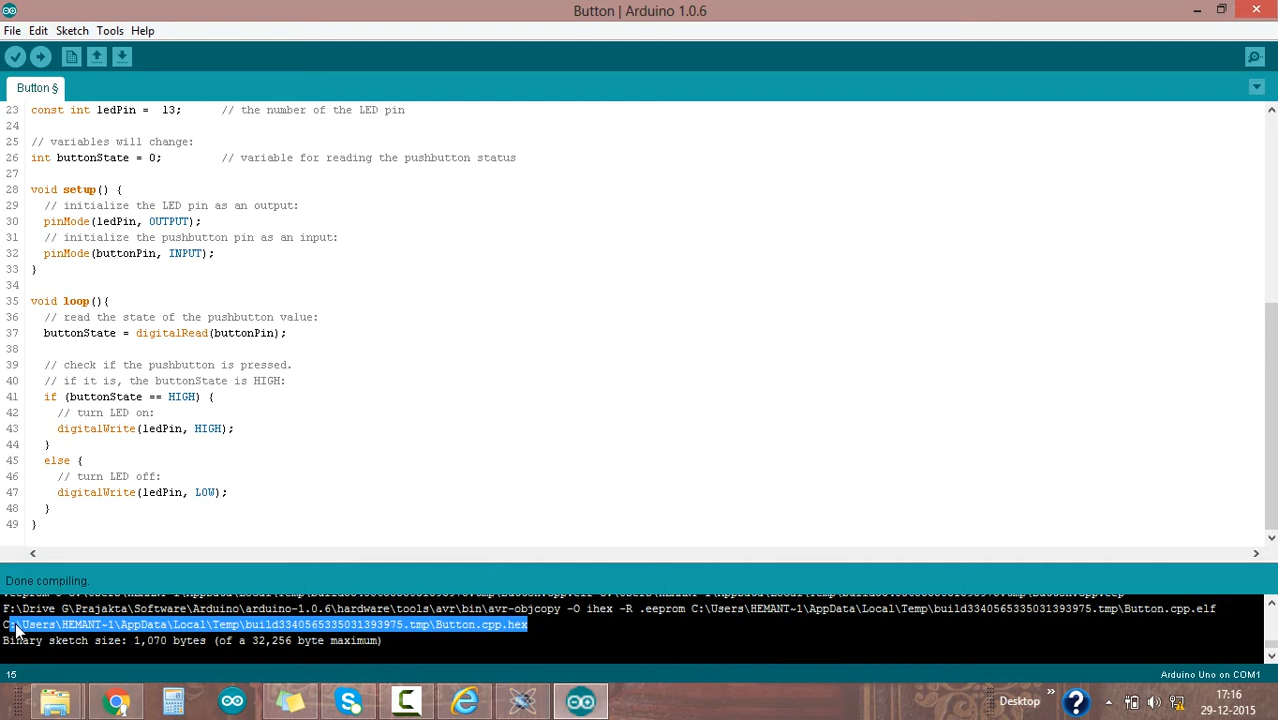 Button | Arduino 1.0.6
File Edit Sketch Tools Help
Button §
23 const int ledPin = 13; // the number of the LED pin
24
25 // variables will change:
26 int buttonState = 0; // variable for reading the pushbutton status
27
28 void setup() {
29 // initialize the LED pin as an output:
30 pinMode(ledPin, OUTPUT);
31 // initialize the pushbutton pin as an input:
32 pinMode(buttonPin, INPUT);
33 }
34
35 void loop(){
36 // read the state of the pushbutton value:
37 buttonState = digitalRead(buttonPin);
38
39 // check if the pushbutton is pressed.
40 // if it is, the buttonState is HIGH:
41 if (buttonState == HIGH) {
42 // turn LED on:
43 digitalWrite(ledPin, HIGH);
44 }
45 else {
46 // turn LED off:
47 digitalWrite(ledPin, LOW);
48 }
49 }
Done compiling.
F:\Drive G\Prajakta\Software\Arduino\arduino-1.0.6\hardware\tools\avr\bin\avr-objcopy -O ihex -R .eeprom C:\Users\HEMANT~1\AppData\Local\Temp\build3340565335031393975.tmp\Button.cpp.elf
C:\Users\HEMANT~1\AppData\Local\Temp\build3340565335031393975.tmp\Button.cpp.hex
Binary sketch size: 1,070 bytes (of a 32,256 byte maximum)
15 Arduino Uno on COM1
Desktop 17:16
29-12-2015